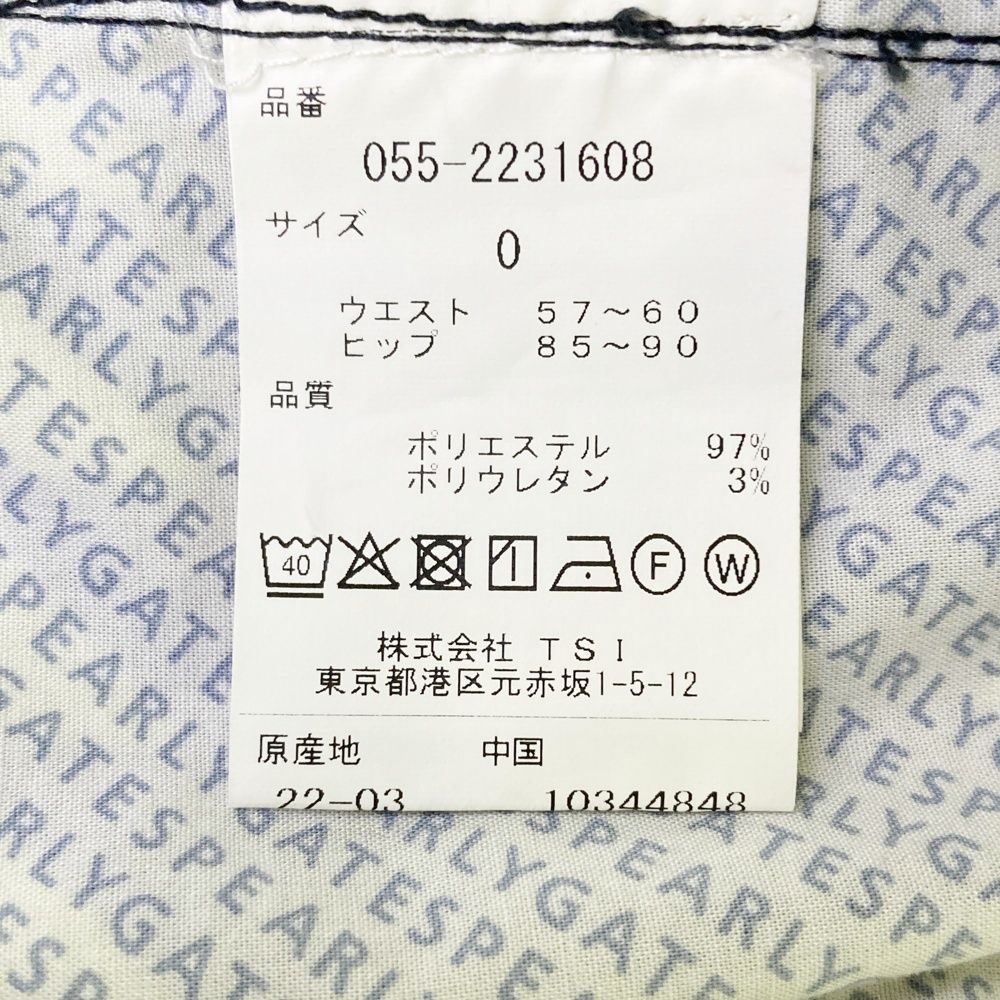 品番
055-2231608
サイズ
0
ウエスト 57～60
ヒップ 85～90
品質
ポリエステル 97%
ポリウレタン 3%
40 F W
株式会社 TSI
東京都港区元赤坂1-5-12
原産地 中国
22-03 10344848
PEARLY GATES